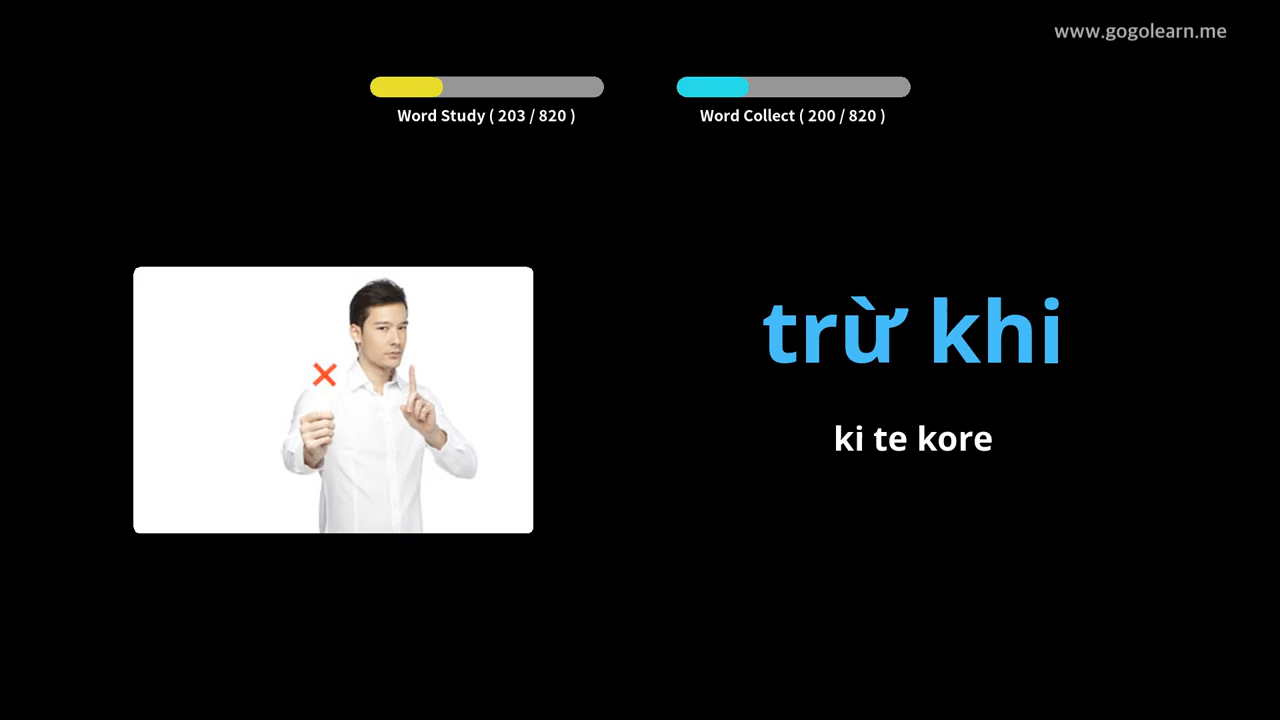 www.gogolearn.me
Word Study ( 203 / 820 )
Word Collect ( 200 / 820 )
trừ khi
ki te kore